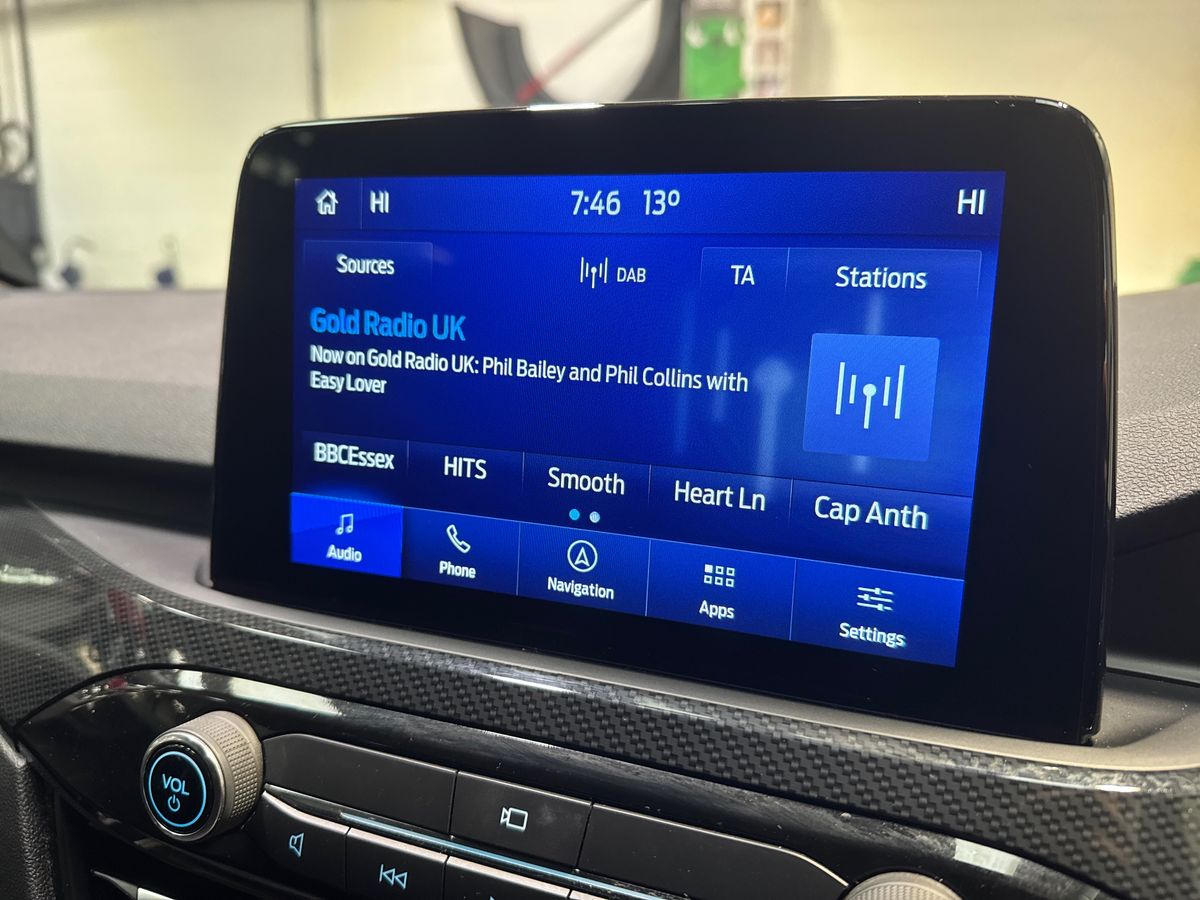 HI 7:46 13° HI
Sources DAB TA Stations
Gold Radio UK
Now on Gold Radio UK: Phil Bailey and Phil Collins with
Easy Lover
BBCEssex HITS Smooth Heart Ln Cap Anth
Audio Phone Navigation Apps Settings
VOL